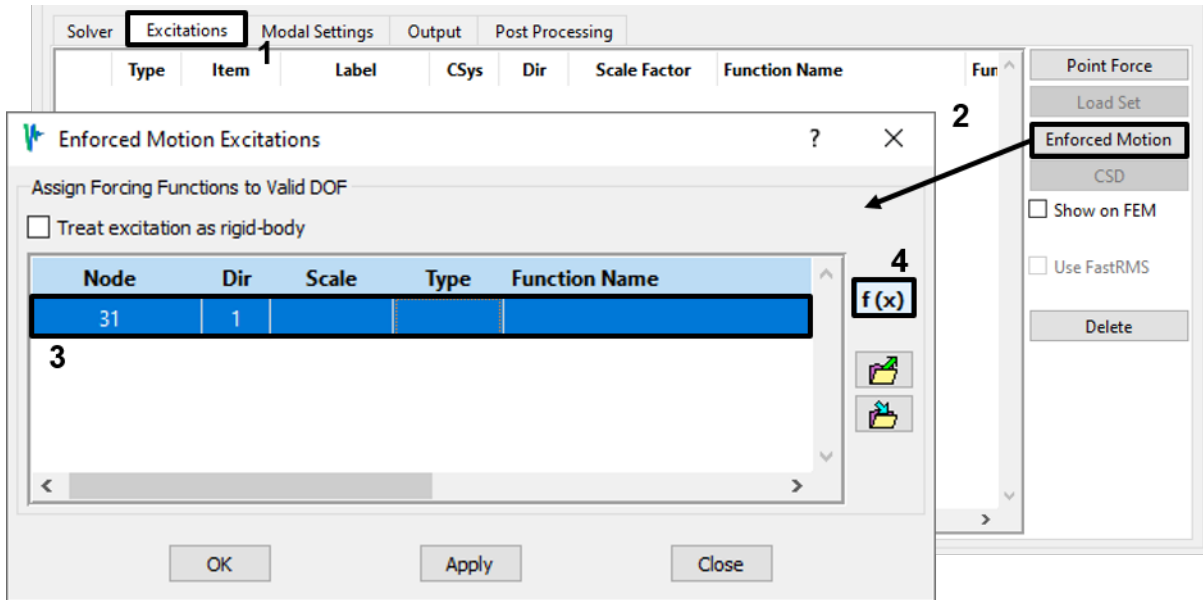 Solver Excitations Modal Settings Output Post Processing
1
Type Item Label CSys Dir Scale Factor Function Name Fun
Point Force
Load Set
2
Enforced Motion
CSD
Show on FEM
Use FastRMS
Delete
Enforced Motion Excitations ?
Assign Forcing Functions to Valid DOF
Treat excitation as rigid-body
Node Dir Scale Type Function Name
31 1
3
4
f (x)
OK Apply Close